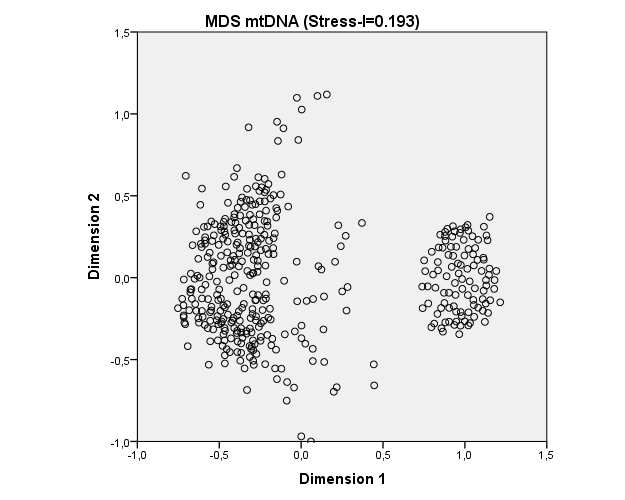 MDS mtDNA (Stress-I=0.193)
1,5
1,0
0,5
0,0
-0,5
-1,0
Dimension 2
-1,0 -0,5 0,0 0,5 1,0 1,5
Dimension 1